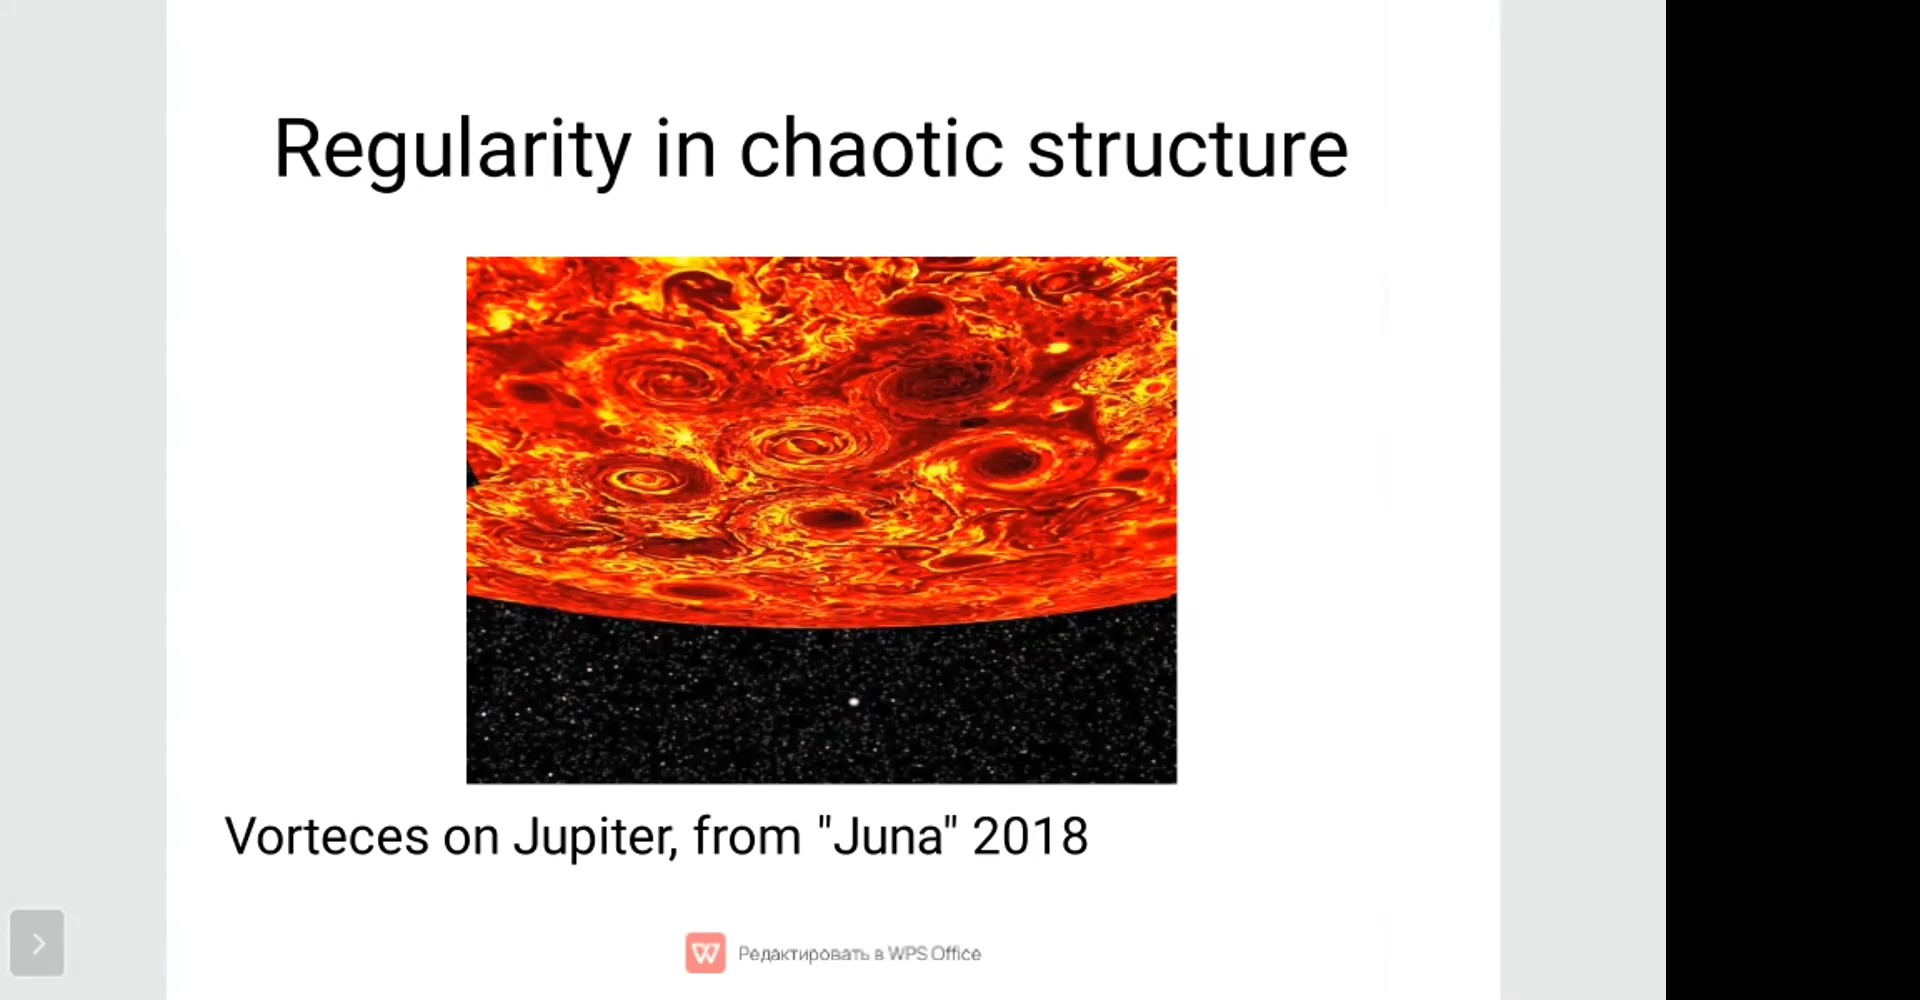 Regularity in chaotic structure
Vorteces on Jupiter, from "Juna" 2018
Редактировать в WPS Office